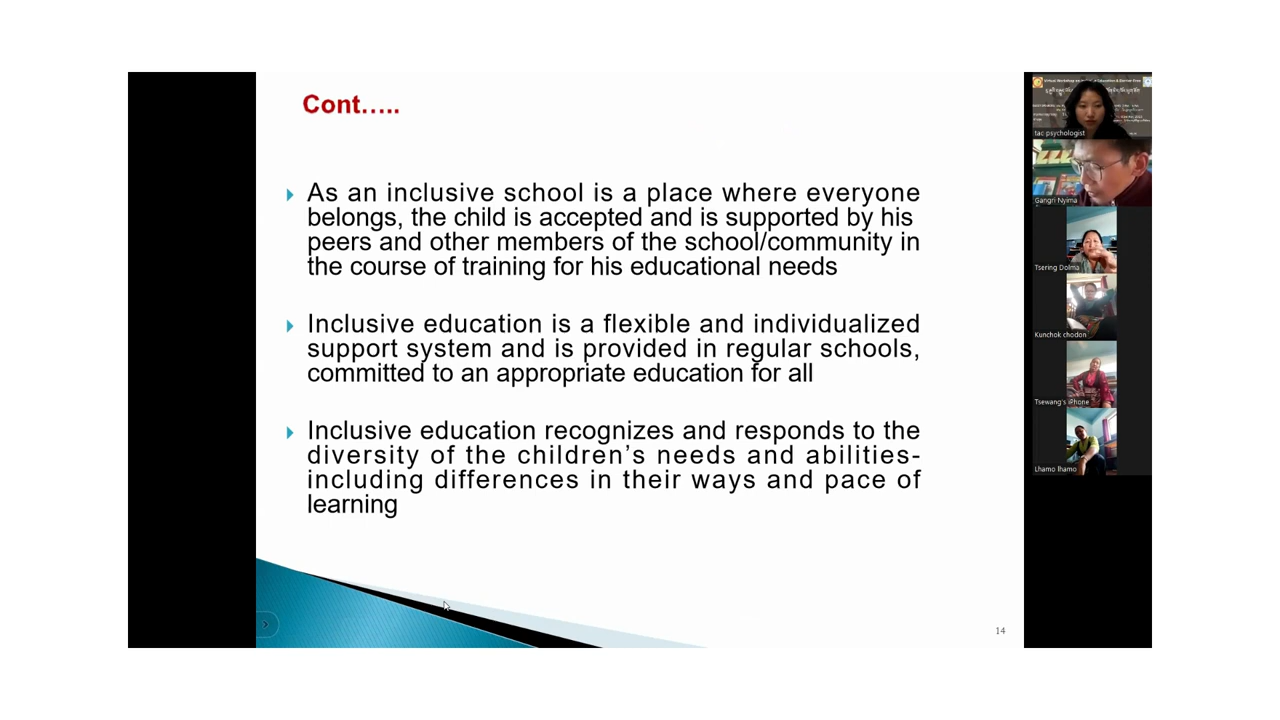 Cont…..
As an inclusive school is a place where everyone
belongs, the child is accepted and is supported by his
peers and other members of the school/community in
the course of training for his educational needs
Inclusive education is a flexible and individualized
support system and is provided in regular schools,
committed to an appropriate education for all
Inclusive education recognizes and responds to the
diversity of the children’s needs and abilities-
including differences in their ways and pace of
learning
14
tac psychologist
Gangri Nyima
Tsering Dolma
Kunchok chodon
Tsewang's iPhone
Lhamo lhamo